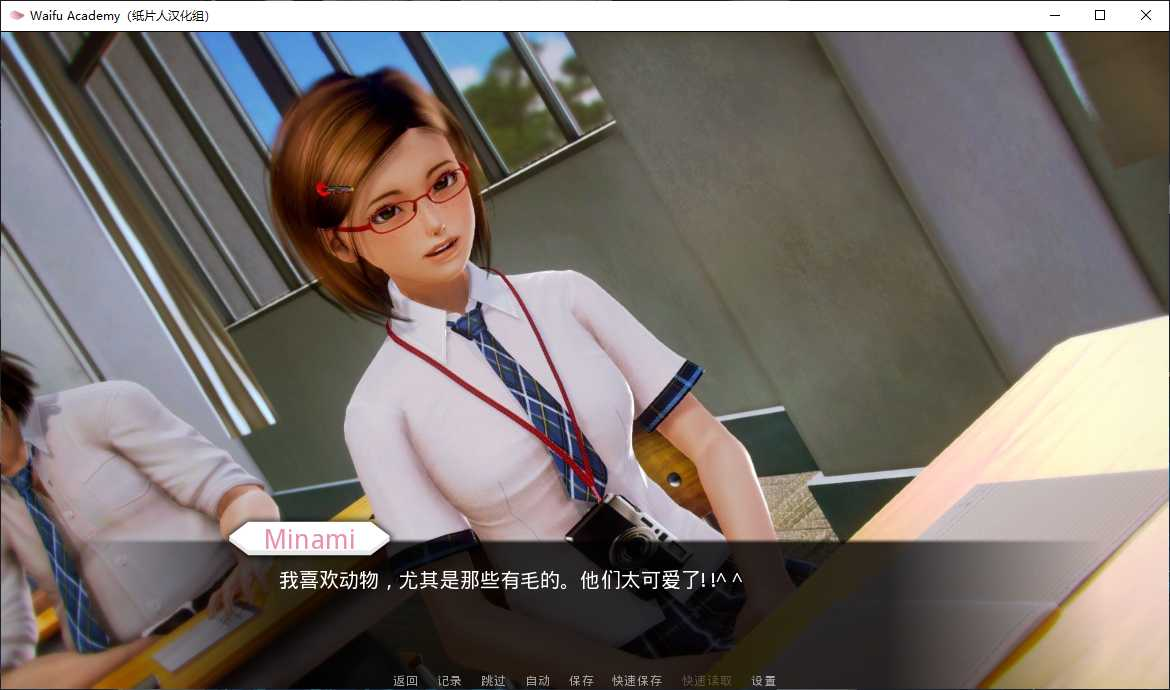 Waifu Academy (纸片人汉化组)
Minami
我喜欢动物，尤其是那些有毛的。他们太可爱了!!^ ^
返回 记录 跳过 自动 保存 快速保存 快速读取 设置